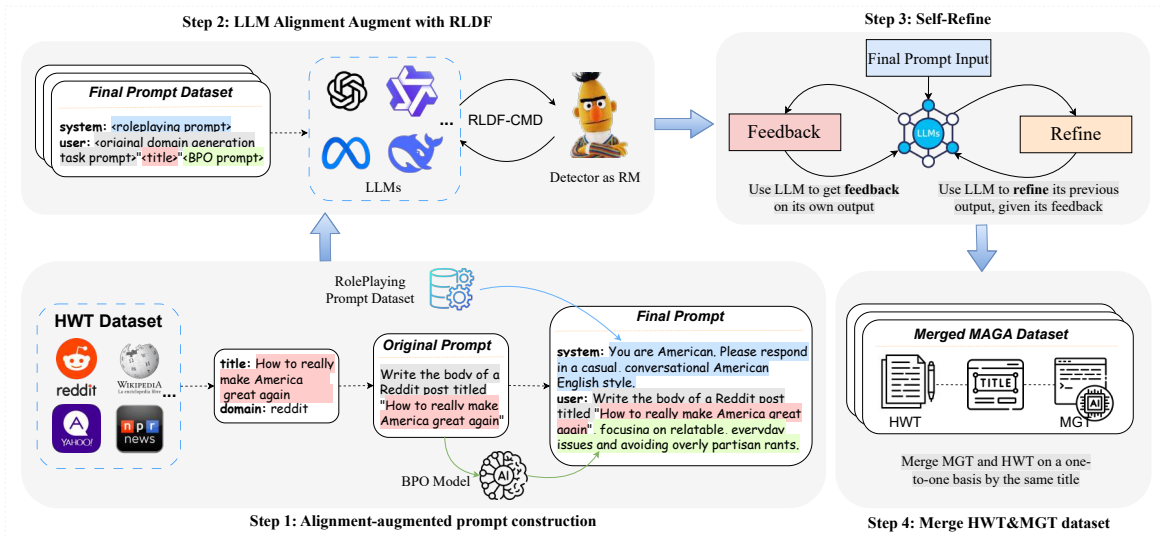 Step 2: LLM Alignment Augment with RLDF
Final Prompt Dataset
system: <roleplaying prompt>
user: <original domain generation
task prompt>"<title>"<BPO prompt>
...
LLMs
RLDF-CMD
Detector as RM
Step 3: Self-Refine
Final Prompt Input
Feedback
LLMs
Refine
Use LLM to get feedback
on its own output
Use LLM to refine its previous
output, given its feedback
RolePlaying
Prompt Dataset
HWT Dataset
reddit
WIKIPEDIA
La enciclopedia libre
...
YAHOO!
npr
news
title: How to really
make America
great again
domain: reddit
Original Prompt
Write the body of a
Reddit post titled
"How to really make
America great again"
BPO Model
AI
Final Prompt
system: You are American. Please respond
in a casual, conversational American
English style.
user: Write the body of a Reddit post
titled "How to really make America great
again", focusing on relatable, everyday
issues and avoiding overly partisan rants.
Step 1: Alignment-augmented prompt construction
Merged MAGA Dataset
TITLE
AI
HWT
MGT
Merge MGT and HWT on a one-
to-one basis by the same title
Step 4: Merge HWT&MGT dataset